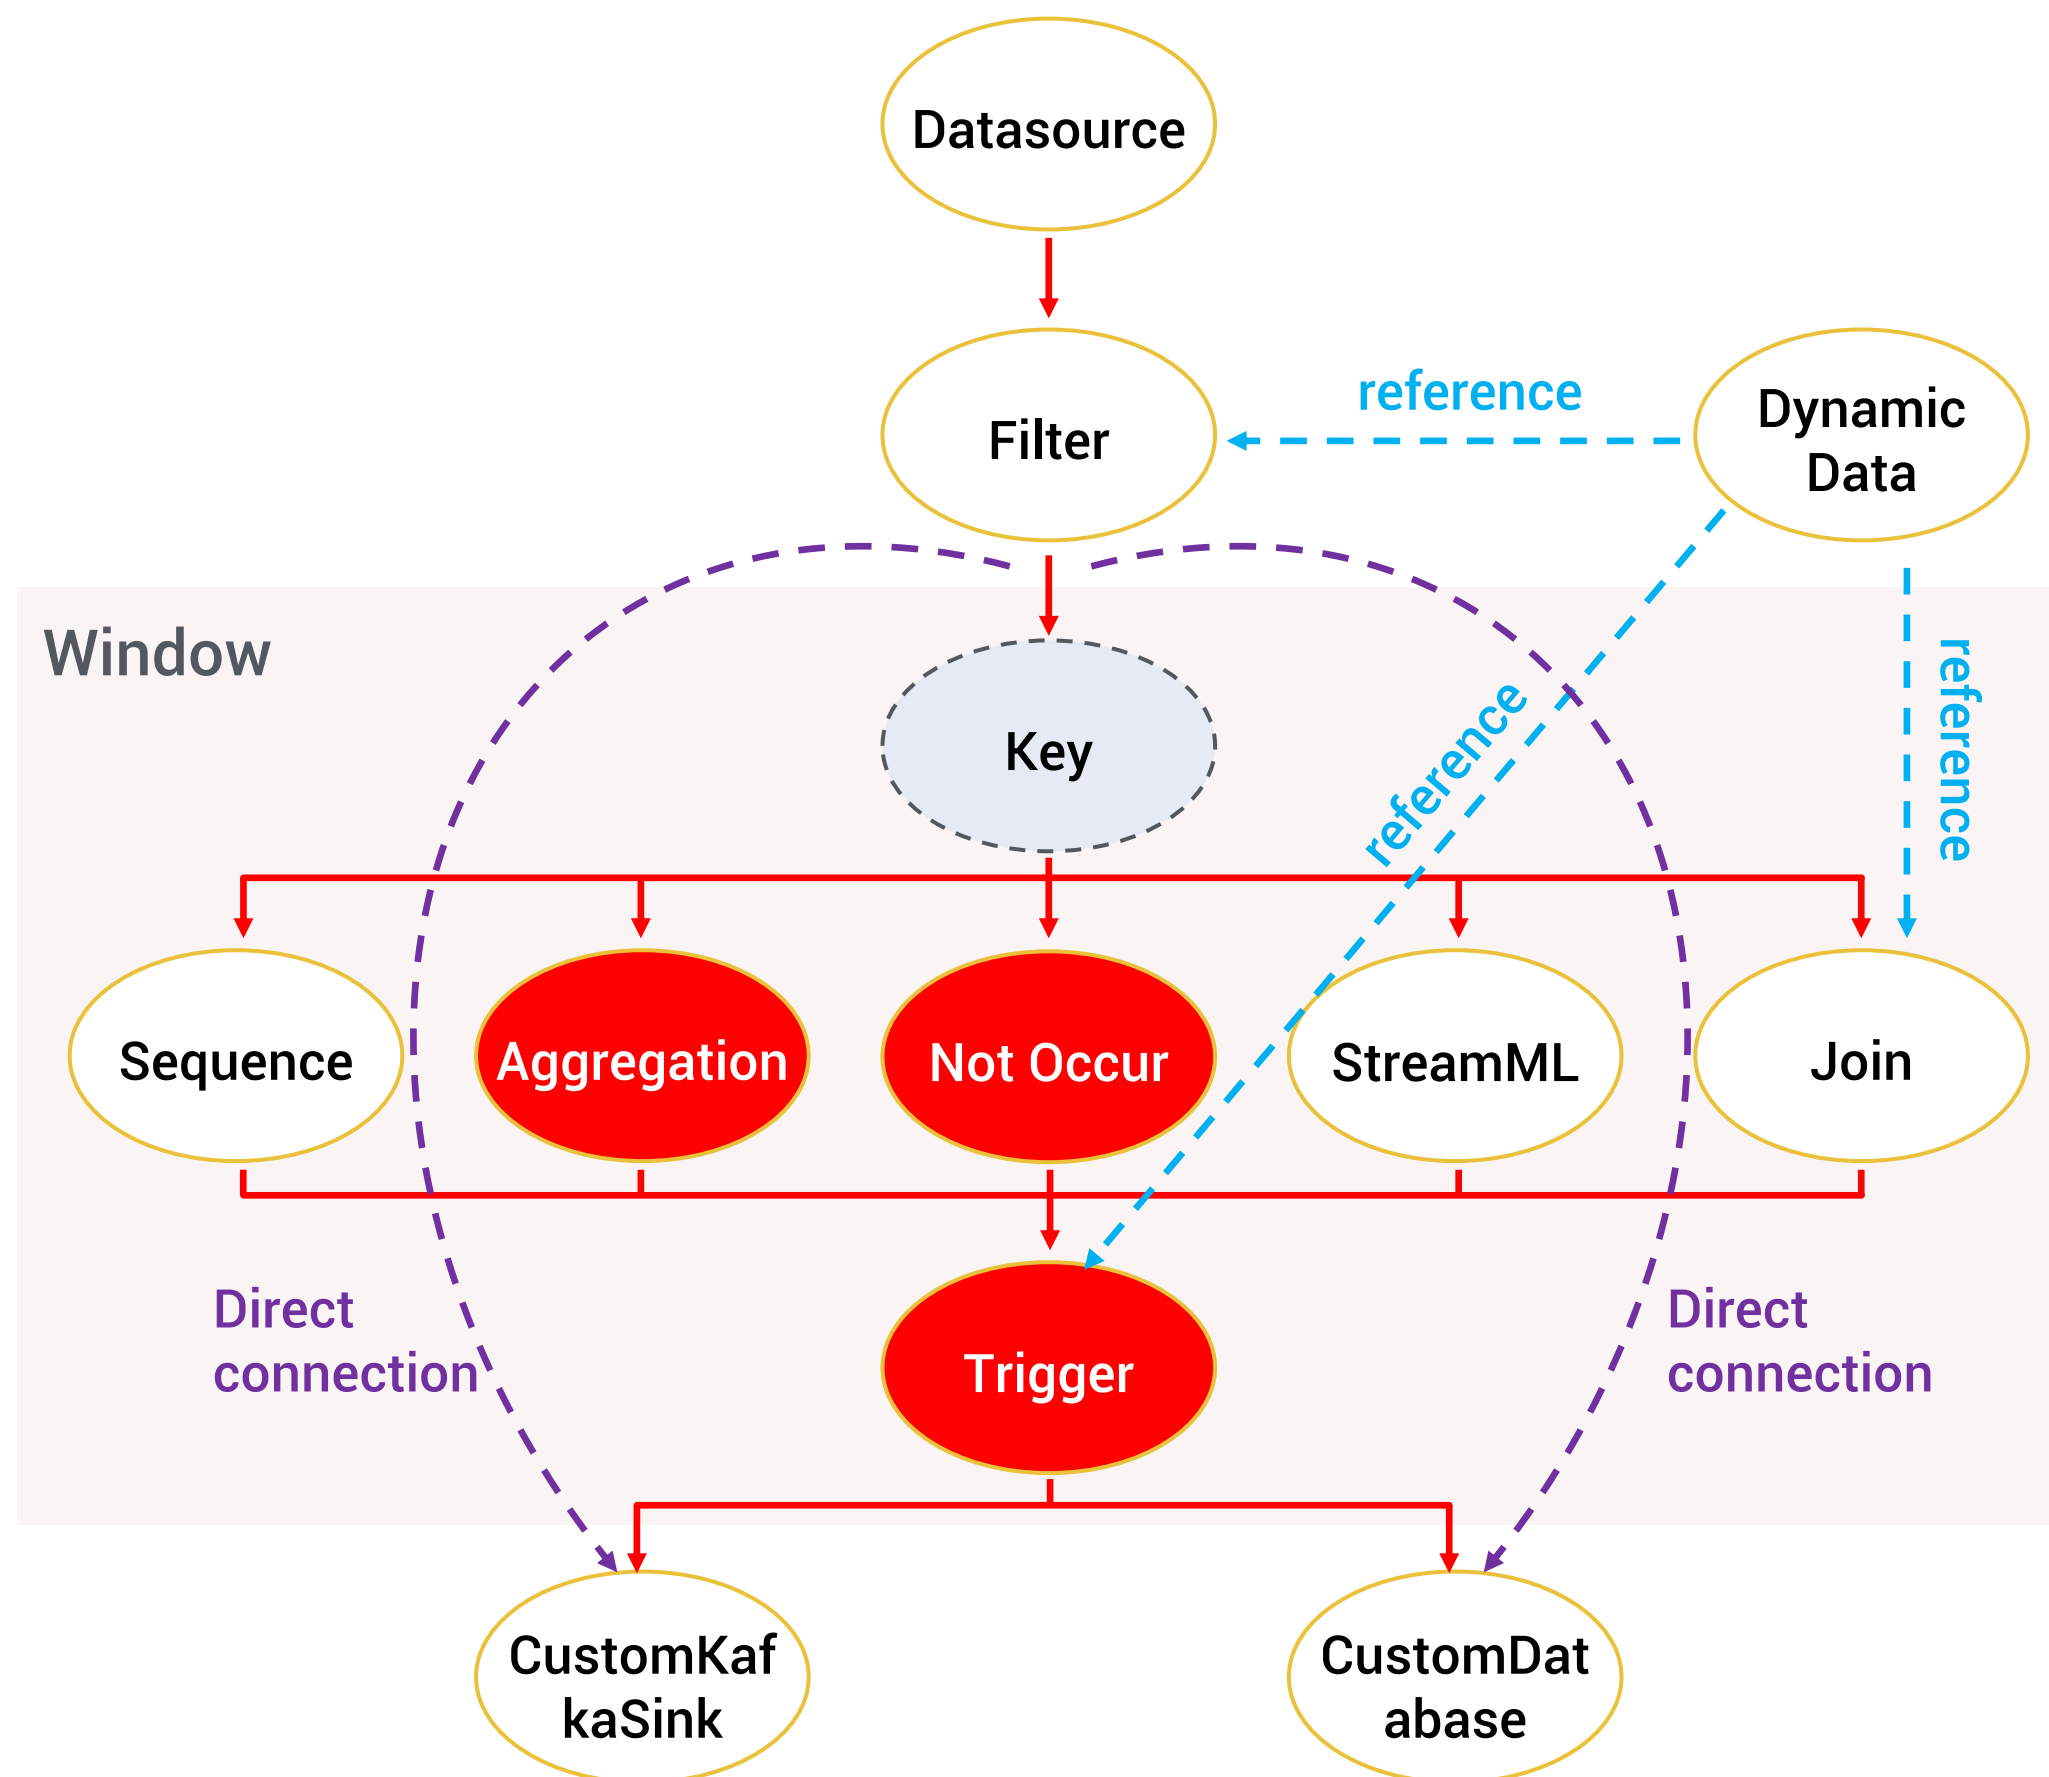 Datasource
Filter
reference
Dynamic
Data
Window
Key
reference
reference
Sequence
Aggregation
Not Occur
StreamML
Join
Direct
connection
Trigger
Direct
connection
CustomKaf
kaSink
CustomDat
abase